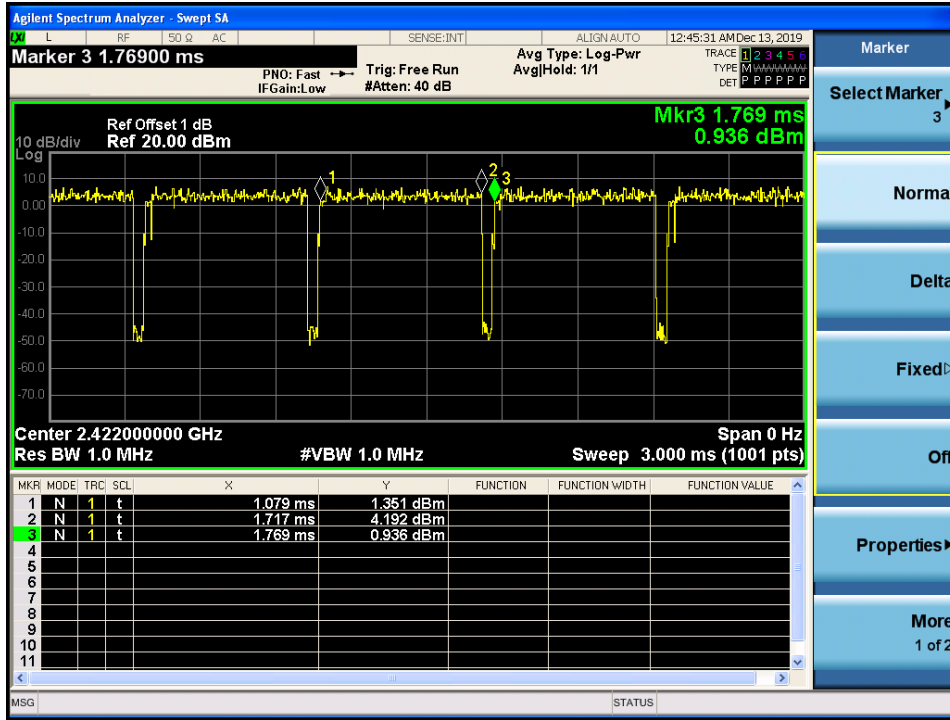 Agilent Spectrum Analyzer - Swept SA
LXI L RF 50 Ω AC SENSE:INT ALIGN AUTO 12:45:31 AM Dec 13, 2019
Marker 3 1.76900 ms
PNO: Fast
IFGain:Low
Trig: Free Run
#Atten: 40 dB
Avg Type: Log-Pwr
Avg|Hold: 1/1
TRACE 1 2 3 4 5 6
TYPE M
DET P P P P P P
Mkr3 1.769 ms
0.936 dBm
Ref Offset 1 dB
10 dB/div Ref 20.00 dBm
Log
10.0
0.00
-10.0
-20.0
-30.0
-40.0
-50.0
-60.0
-70.0
1
2
3
Center 2.422000000 GHz Span 0 Hz
Res BW 1.0 MHz #VBW 1.0 MHz Sweep 3.000 ms (1001 pts)
MKR MODE TRC SCL X Y FUNCTION FUNCTION WIDTH FUNCTION VALUE
1 N 1 t 1.079 ms 1.351 dBm
2 N 1 t 1.717 ms 4.192 dBm
3 N 1 t 1.769 ms 0.936 dBm
4
5
6
7
8
9
10
11
MSG STATUS
Marker
Select Marker
3
Norma
Delta
Fixed
Off
Properties
More
1 of 2